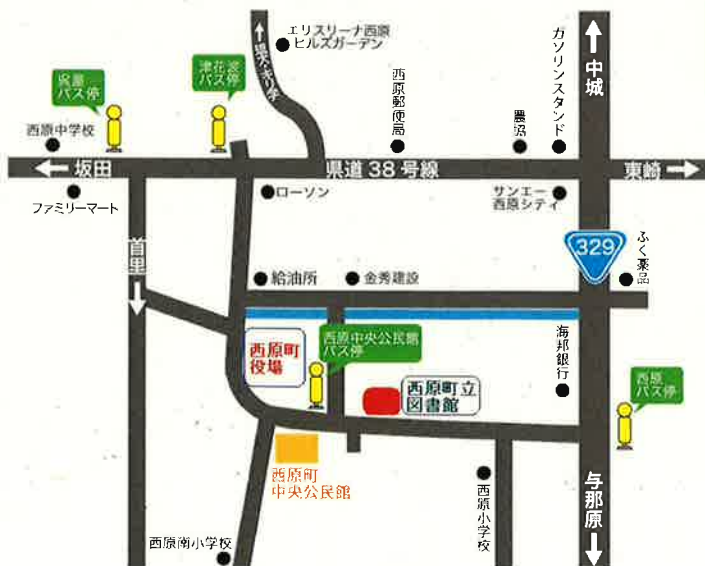 エリスリーナ西原
ヒルズガーデン
呉屋
バス停
津花波
バス停
西原中学校
西原郵便局
農協
ガソリンスタンド
中城
坂田
県道 38 号線
東崎
ファミリーマート
ローソン
サンエー
西原シティ
首里
329
ふく薬品
給油所
金秀建設
西原町
役場
西原中央公民館
バス停
西原町立
図書館
海邦銀行
西原
バス停
西原町
中央公民館
西原小学校
与那原
西原南小学校